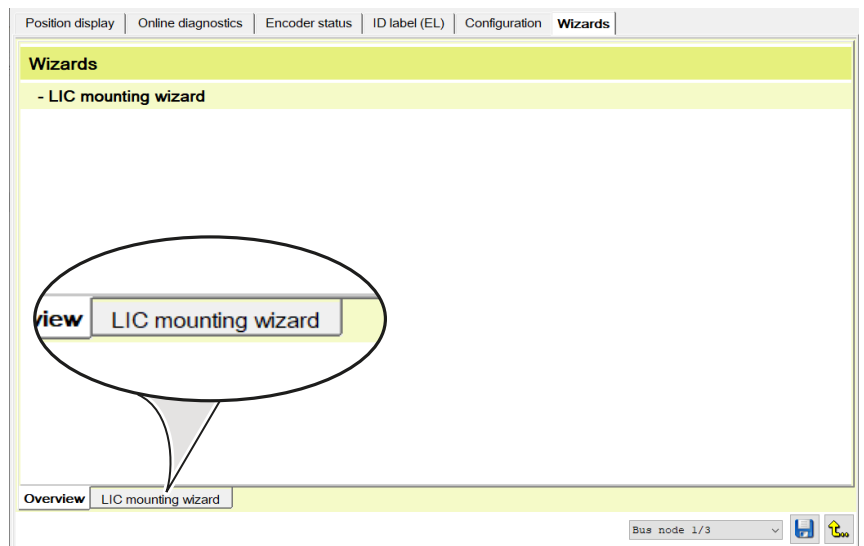 Position display Online diagnostics Encoder status ID label (EL) Configuration Wizards
Wizards
- LIC mounting wizard
view LIC mounting wizard
Overview LIC mounting wizard
Bus node 1/3